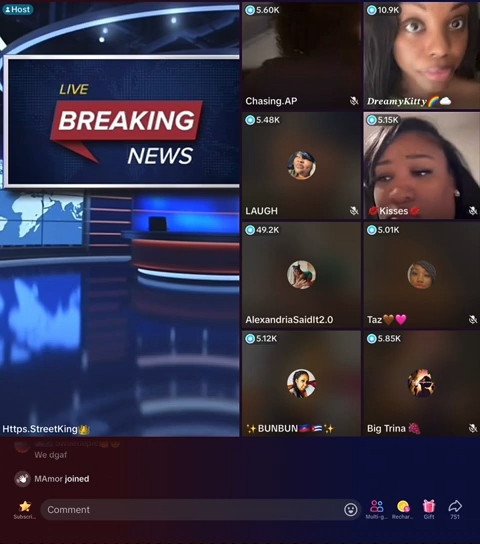 Host
LIVE
BREAKING
NEWS
Https.StreetKing👑
5.60K
Chasing.AP
10.9K
DreamyKitty🌈☁️
5.48K
LAUGH
5.15K
💋Kisses💋
49.2K
AlexandriaSaidIt2.0
5.01K
Taz🤎🩷
5.12K
✨BUNBUN🇭🇹🇨🇺✨
5.85K
Big Trina 🍇
We dgaf
MAmor joined
Subscri...
Comment
Multi-g...
Rechar...
Gift
751